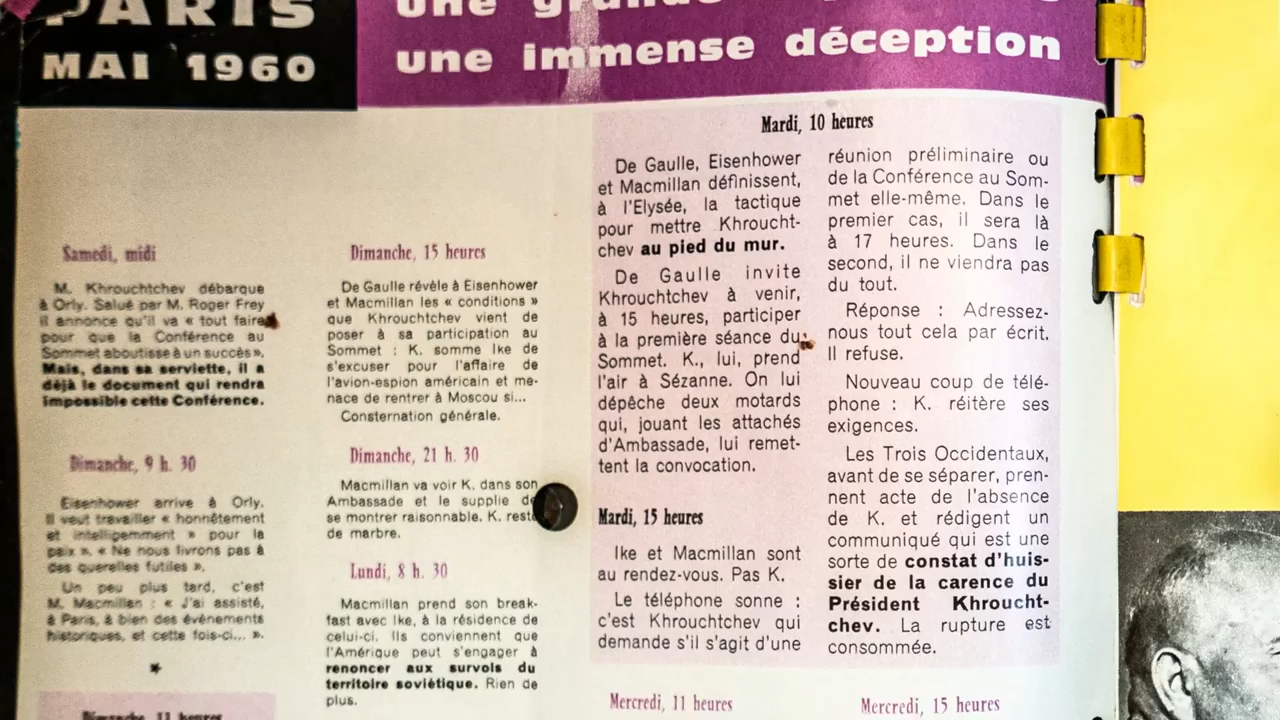 PARIS
MAI 1960
une grande
une immense déception
Samedi, midi
M. Khrouchtchev débarque
à Orly. Salué par M. Roger Frey
il annonce qu'il va « tout faire
pour que la Conférence au
Sommet aboutisse à un succès ».
Mais, dans sa serviette, il a
déjà le document qui rendra
impossible cette Conférence.
Dimanche, 9 h. 30
Eisenhower arrive à Orly.
Il veut travailler « honnêtement
et intelligemment » pour la
paix ». « Ne nous livrons pas à
des querelles futiles ».
Un peu plus tard, c'est
M. Macmillan : « J'ai assisté,
à Paris, à bien des événements
historiques, et cette fois-ci... ».
Dimanche, 11 heures
Dimanche, 15 heures
De Gaulle révèle à Eisenhower
et Macmillan les « conditions »
que Khrouchtchev vient de
poser à sa participation au
Sommet : K. somme Ike de
s'excuser pour l'affaire de
l'avion-espion américain et me-
nace de rentrer à Moscou si...
Consternation générale.
Dimanche, 21 h. 30
Macmillan va voir K. dans son
Ambassade et le supplie de
se montrer raisonnable. K. reste
de marbre.
Lundi, 8 h. 30
Macmillan prend son break-
fast avec Ike, à la résidence de
celui-ci. Ils conviennent que
l'Amérique peut s'engager à
renoncer aux survols du
territoire soviétique. Rien de
plus.
Mardi, 10 heures
De Gaulle, Eisenhower
et Macmillan définissent,
à l'Elysée, la tactique
pour mettre Khroucht-
chev au pied du mur.
De Gaulle invite
Khrouchtchev à venir,
à 15 heures, participer
à la première séance du
Sommet. K., lui, prend
l'air à Sézanne. On lui
dépêche deux motards
qui, jouant les attachés
d'Ambassade, lui remet-
tent la convocation.
Mardi, 15 heures
Ike et Macmillan sont
au rendez-vous. Pas K.
Le téléphone sonne :
c'est Khrouchtchev qui
demande s'il s'agit d'une
réunion préliminaire ou
de la Conférence au Som-
met elle-même. Dans le
premier cas, il sera là
à 17 heures. Dans le
second, il ne viendra pas
du tout.
Réponse : Adressez-
nous tout cela par écrit.
Il refuse.
Nouveau coup de télé-
phone : K. réitère ses
exigences.
Les Trois Occidentaux,
avant de se séparer, pren-
nent acte de l'absence
de K. et rédigent un
communiqué qui est une
sorte de constat d'huis-
sier de la carence du
Président Khroucht-
chev. La rupture est
consommée.
Mercredi, 11 heures
Mercredi, 15 heures